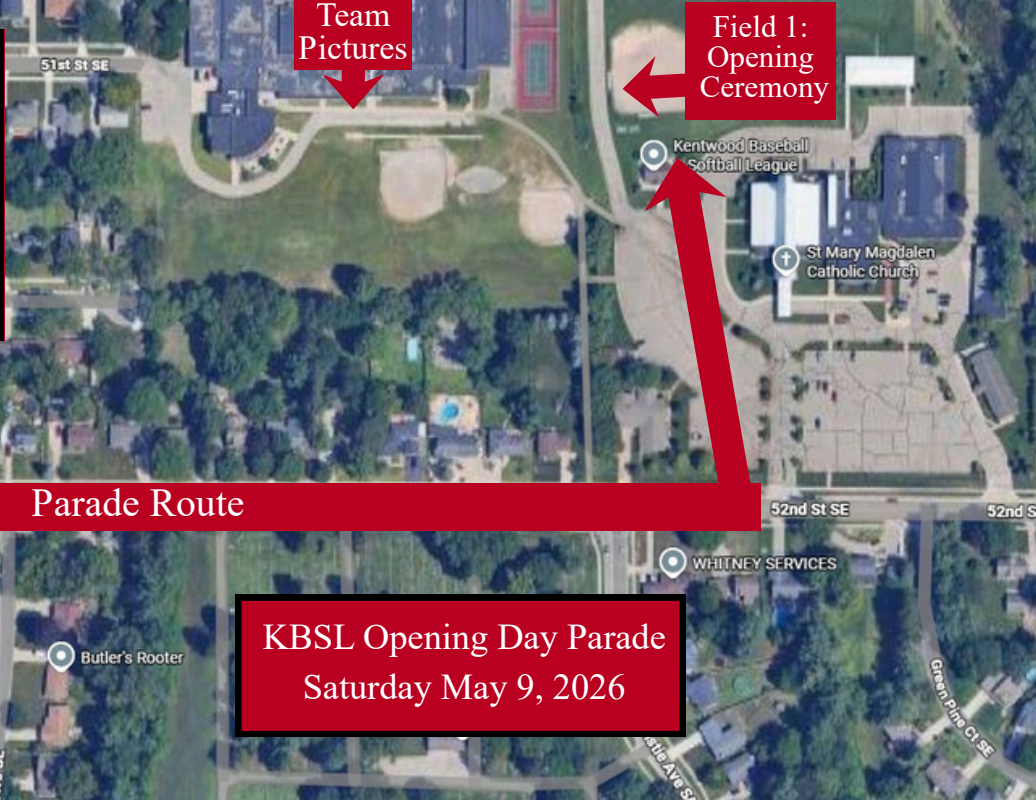 Team
Pictures
Field 1:
Opening
Ceremony
51st St SE
Kentwood Baseball
Softball League
St Mary Magdalen
Catholic Church
Parade Route
52nd St SE
52nd S
WHITNEY SERVICES
KBSL Opening Day Parade
Saturday May 9, 2026
Butler's Rooter
Green Pine Ct SE
stie Ave S